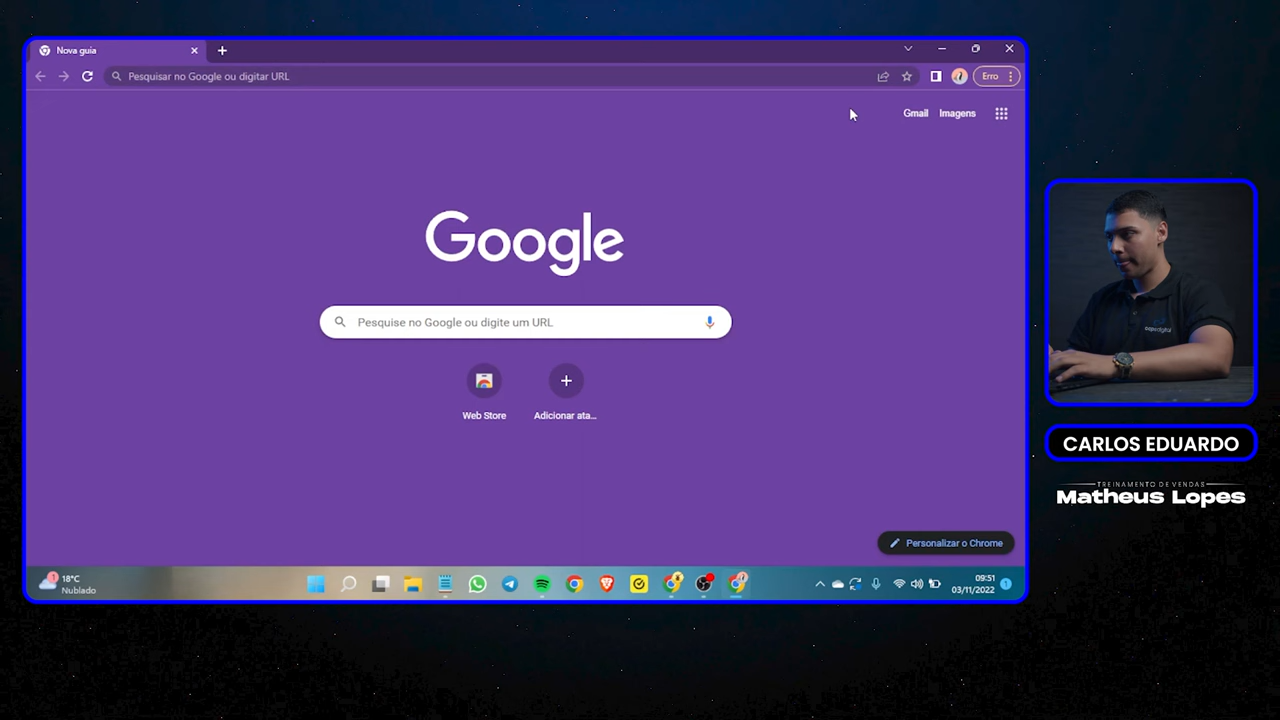 Nova guia
Pesquisar no Google ou digitar URL
Erro
Gmail
Imagens
Google
Pesquise no Google ou digite um URL
Web Store
Adicionar ata...
Personalizar o Chrome
1
18°C
Nublado
09:51
03/11/2022
1
CARLOS EDUARDO
TREINAMENTO DE VENDAS
Matheus Lopes